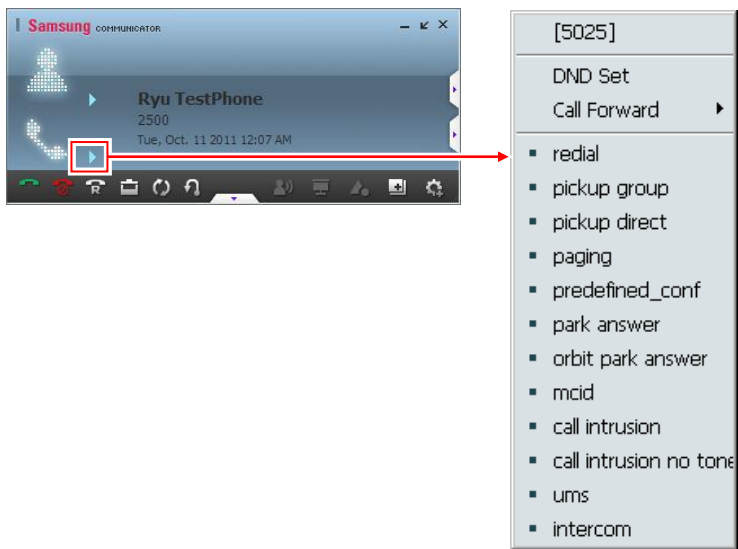 Samsung COMMUNICATOR
Ryu TestPhone
2500
Tue, Oct. 11 2011 12:07 AM
R
[5025]
DND Set
Call Forward
redial
pickup group
pickup direct
paging
predefined_conf
park answer
orbit park answer
mcid
call intrusion
call intrusion no tone
ums
intercom